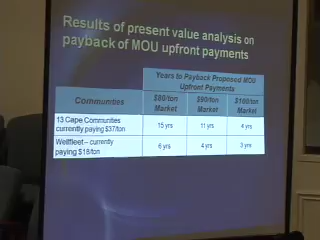 Results of present value analysis on
payback of MOU upfront payments
Years to Payback Proposed MOU
Upfront Payments
Communities
$80/ton
Market
$90/ton
Market
$100/ton
Market
13 Cape Communities
currently paying $37/ton
15 yrs
11 yrs
4 yrs
Wellfleet – currently
paying $18/ton
6 yrs
4 yrs
3 yrs